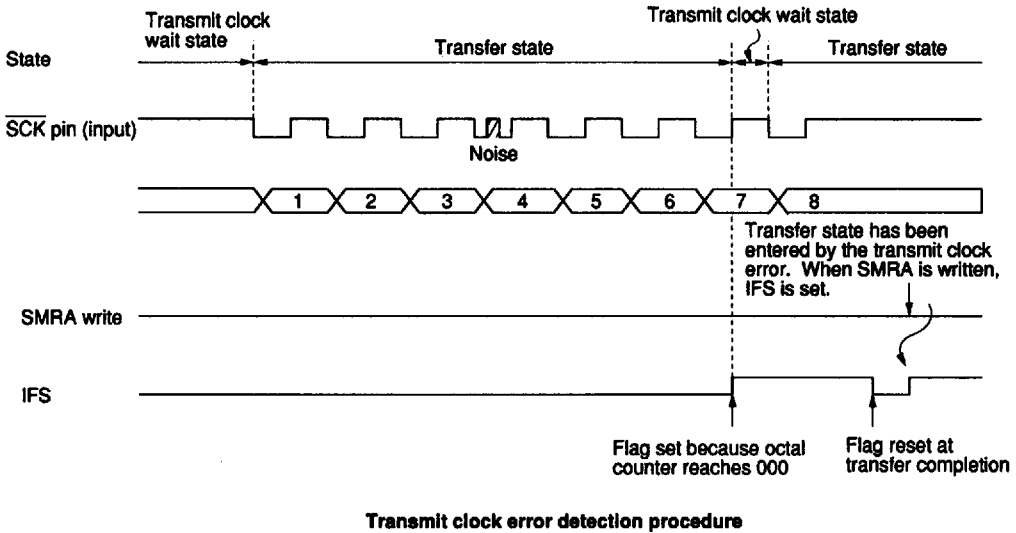 Transmit clock
wait state
Transmit clock wait state
State
Transfer state
Transfer state
SCK pin (input)
Noise
1 2 3 4 5 6 7 8
Transfer state has been
entered by the transmit clock
error. When SMRA is written,
IFS is set.
SMRA write
IFS
Flag set because octal
counter reaches 000
Flag reset at
transfer completion
Transmit clock error detection procedure